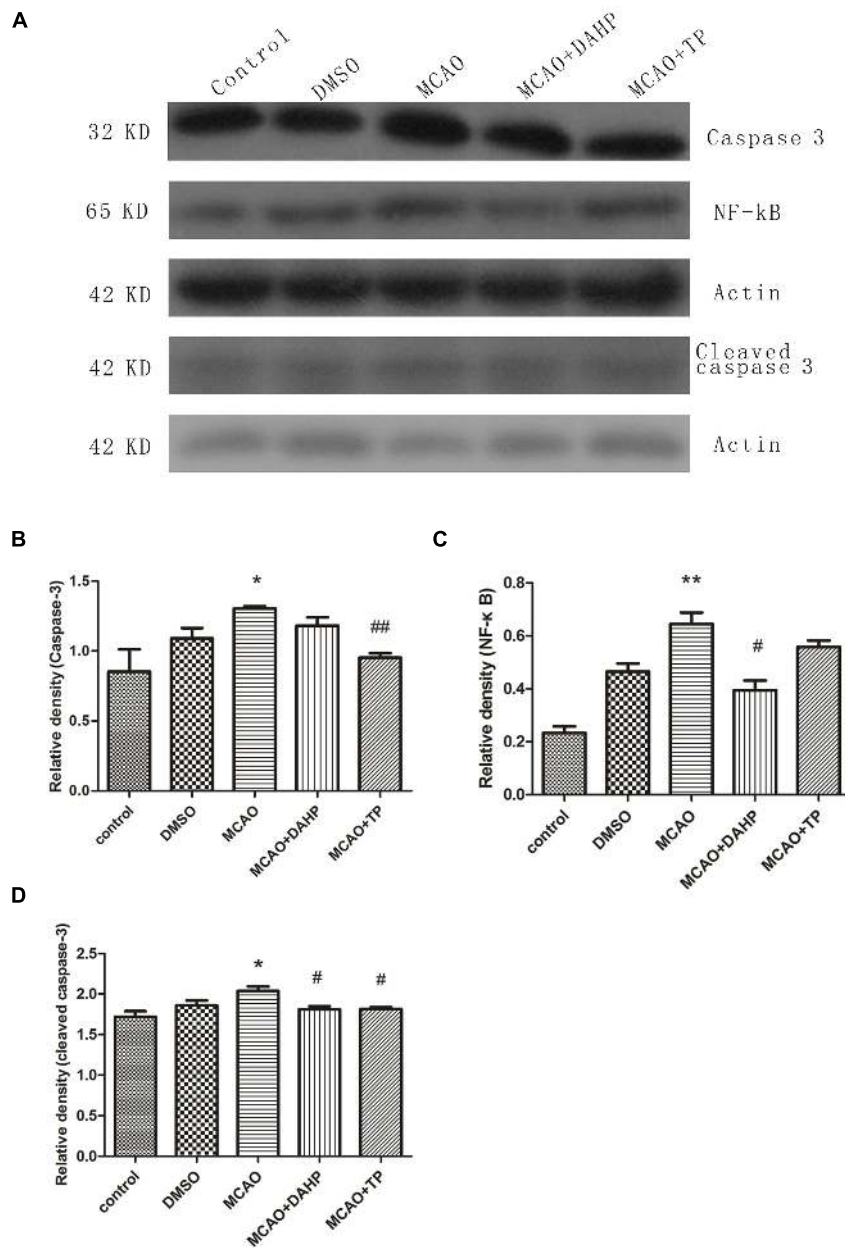 A
Control
DMSO
MCAO
MCAO+DAHP
MCAO+TP
32 KD
Caspase 3
65 KD
NF-kB
42 KD
Actin
42 KD
Cleaved
caspase 3
42 KD
Actin
B
Relative density (Caspase-3)
1.5
1.0
0.5
0.0
*
##
control
DMSO
MCAO
MCAO+DAHP
MCAO+TP
C
Relative density (NF-κ B)
0.8
0.6
0.4
0.2
0.0
**
#
control
DMSO
MCAO
MCAO+DAHP
MCAO+TP
D
Relative density (cleaved caspase-3)
2.5
2.0
1.5
1.0
0.5
0.0
*
#
#
control
DMSO
MCAO
MCAO+DAHP
MCAO+TP